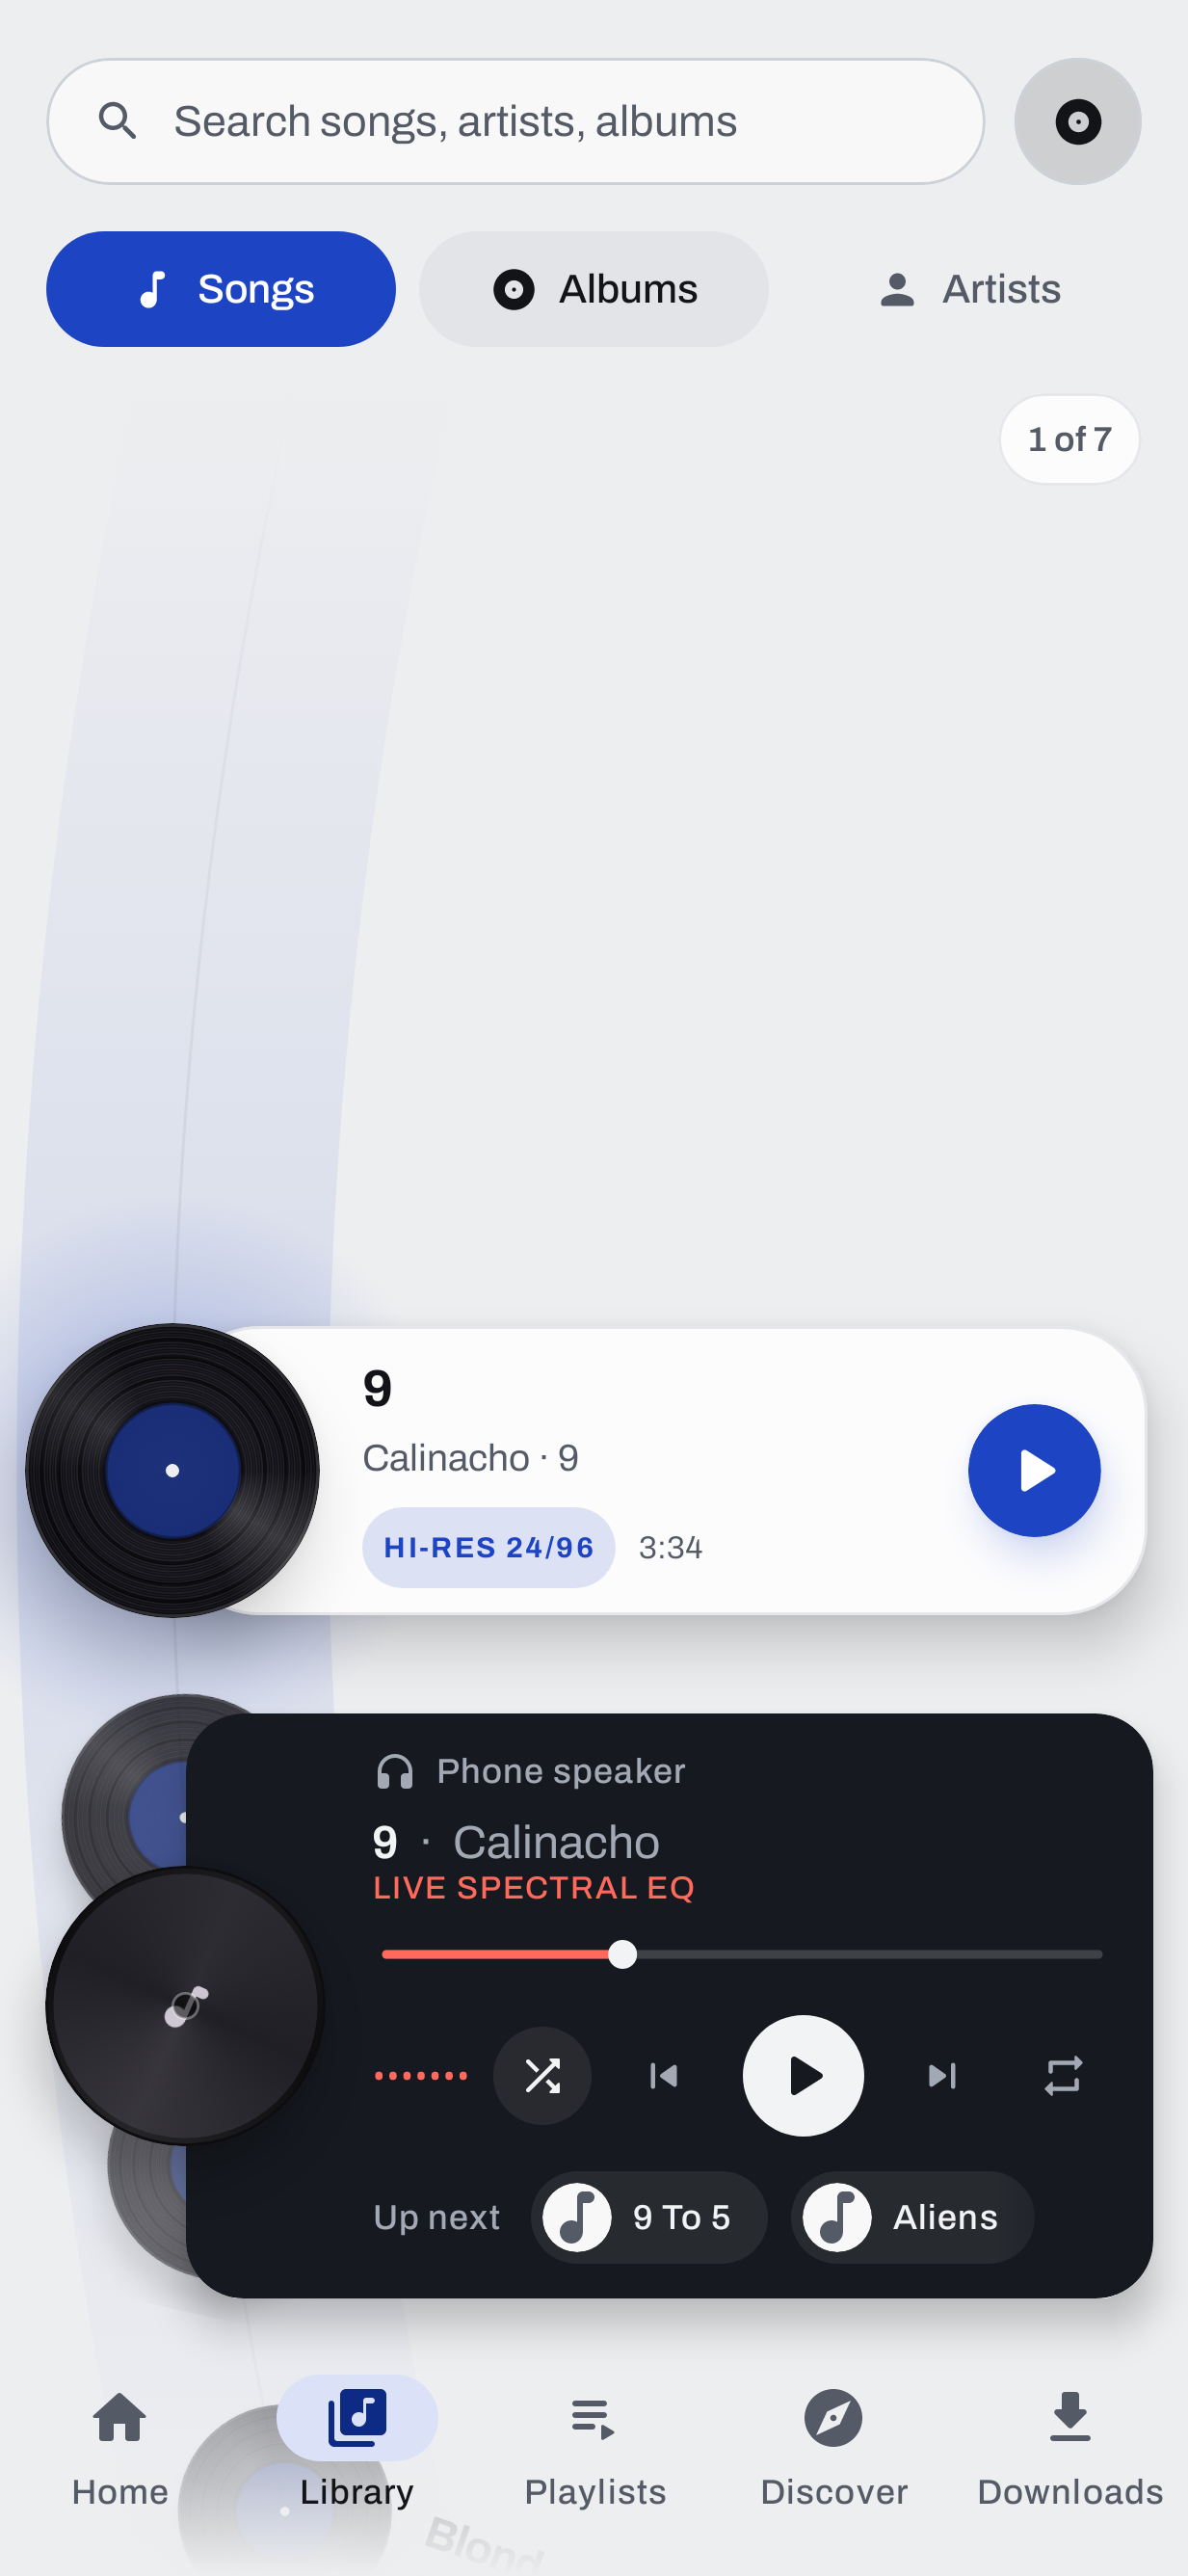 Search songs, artists, albums
Songs
Albums
Artists
1 of 7
9
Calinacho · 9
HI-RES 24/96 3:34
Phone speaker
9 · Calinacho
LIVE SPECTRAL EQ
Up next
9 To 5
Aliens
Home
Library
Playlists
Discover
Downloads
Blond